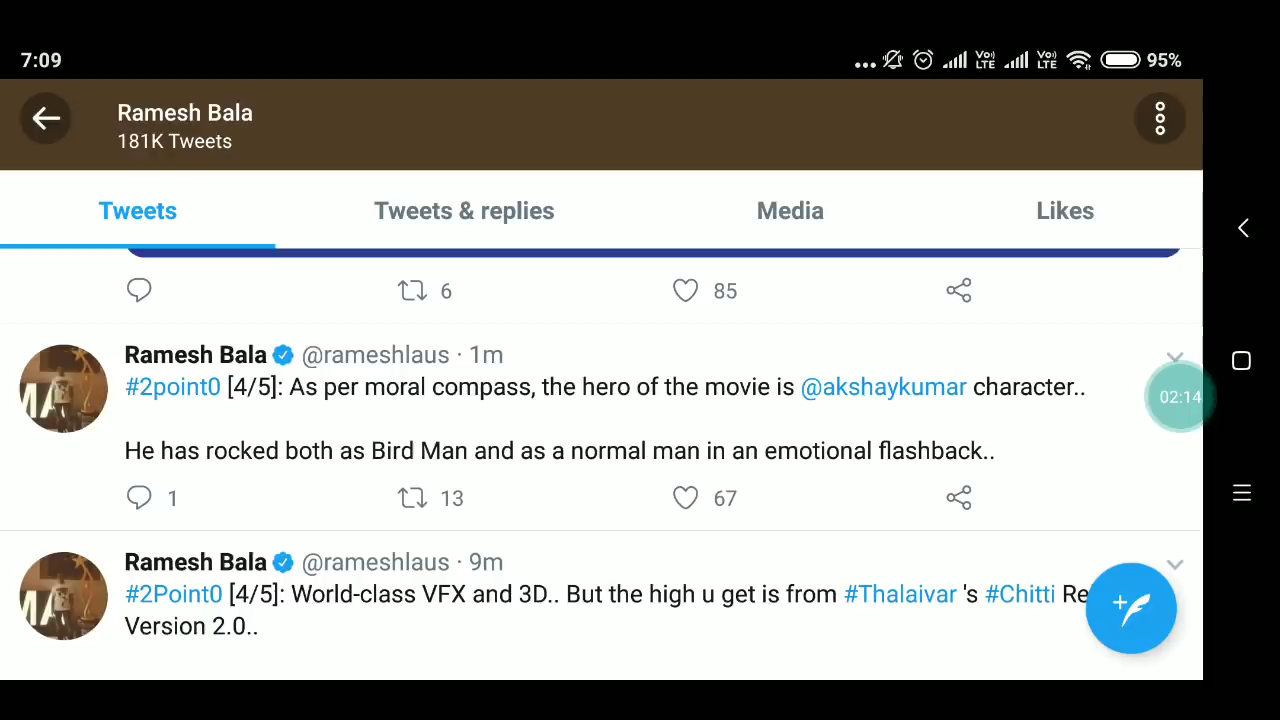 7:09
Vo) LTE Vo) LTE 95%
Ramesh Bala
181K Tweets
Tweets Tweets & replies Media Likes
6 85
Ramesh Bala @rameshlaus · 1m
#2point0 [4/5]: As per moral compass, the hero of the movie is @akshaykumar character..
02:14
He has rocked both as Bird Man and as a normal man in an emotional flashback..
1 13 67
Ramesh Bala @rameshlaus · 9m
#2Point0 [4/5]: World-class VFX and 3D.. But the high u get is from #Thalaivar 's #Chitti Re
Version 2.0..